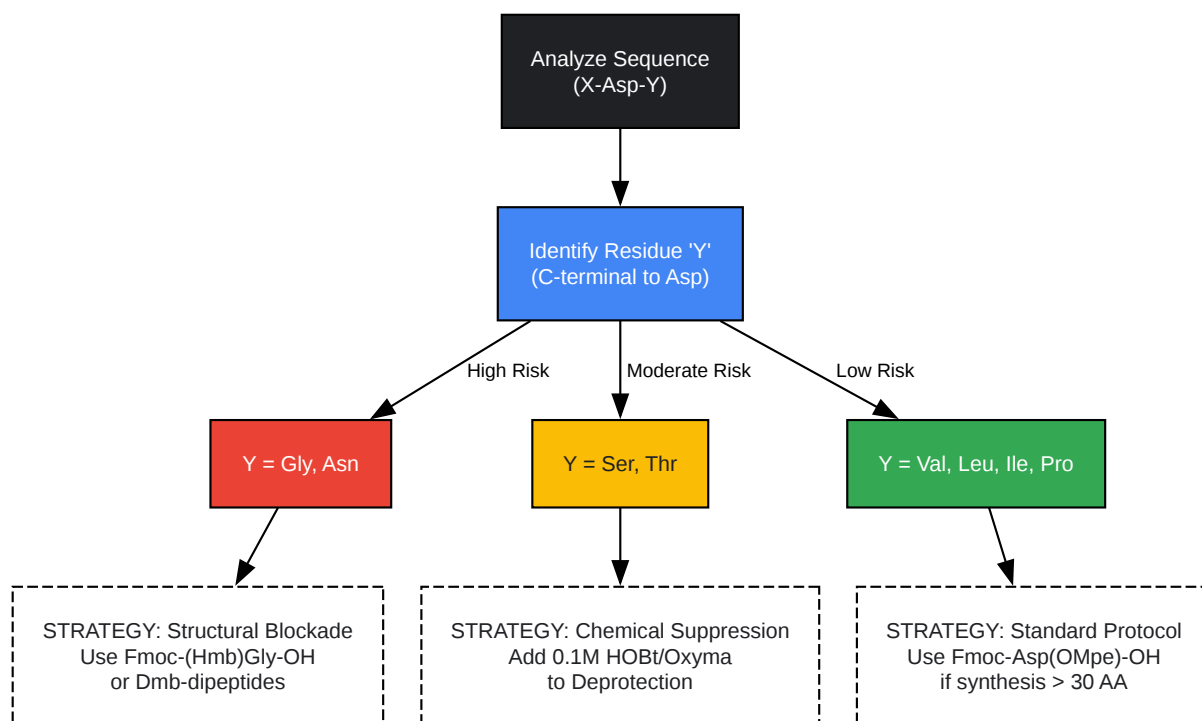 Analyze Sequence
(X-Asp-Y)
Identify Residue 'Y'
(C-terminal to Asp)
High Risk
Moderate Risk
Low Risk
Y = Gly, Asn
Y = Ser, Thr
Y = Val, Leu, Ile, Pro
STRATEGY: Structural Blockade
Use Fmoc-(Hmb)Gly-OH
or Dmb-dipeptides
STRATEGY: Chemical Suppression
Add 0.1M HOBt/Oxyma
to Deprotection
STRATEGY: Standard Protocol
Use Fmoc-Asp(OMpe)-OH
if synthesis > 30 AA